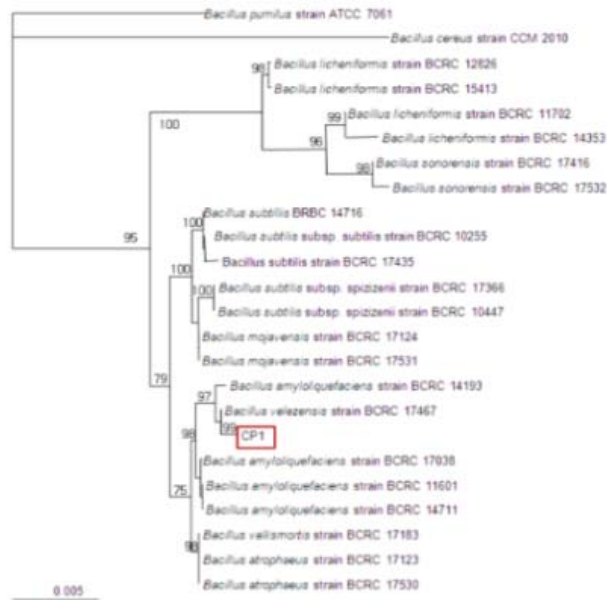 Bacillus pumilus strain ATCC 7061
Bacillus cereus strain CCM 2010
98
Bacillus licheniformis strain BCRC 12826
Bacillus licheniformis strain BCRC 15413
100
99
Bacillus licheniformis strain BCRC 11702
96
Bacillus licheniformis strain BCRC 14353
98
Bacillus sonorensis strain BCRC 17416
Bacillus sonorensis strain BCRC 17532
95
100
Bacillus subtilis BRBC 14716
Bacillus subtilis subsp. subtilis strain BCRC 10255
Bacillus subtilis strain BCRC 17435
100
100
Bacillus subtilis subsp. spizizenii strain BCRC 17366
Bacillus subtilis subsp. spizizenii strain BCRC 10447
Bacillus mojavensis strain BCRC 17124
Bacillus mojavensis strain BCRC 17531
79
Bacillus amyloliquefaciens strain BCRC 14193
97
Bacillus velezensis strain BCRC 17467
99
CP1
98
Bacillus amyloliquefaciens strain BCRC 17038
Bacillus amyloliquefaciens strain BCRC 11601
75
Bacillus amyloliquefaciens strain BCRC 14711
Bacillus vallismortis strain BCRC 17183
Bacillus atrophaeus strain BCRC 17123
Bacillus atrophaeus strain BCRC 17530
0.005